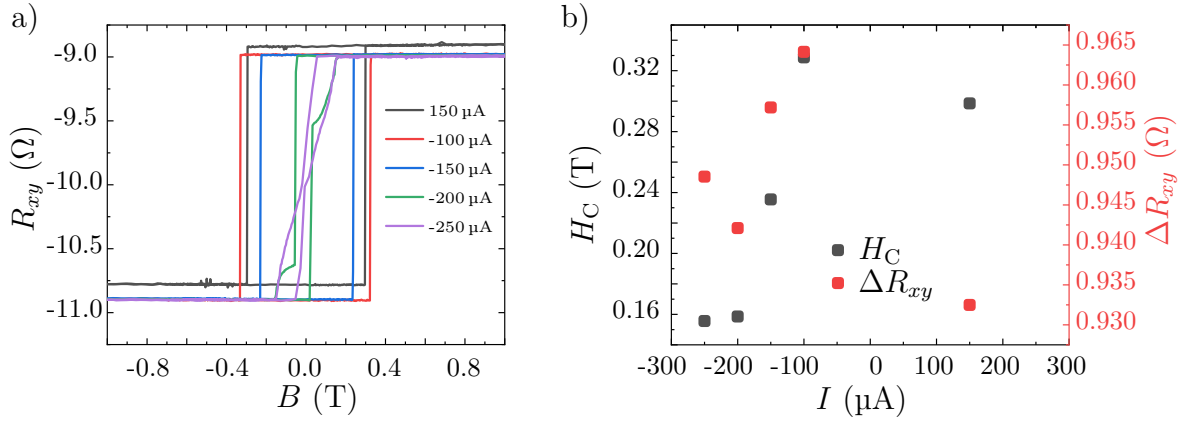 a)
-9.0
-9.5
-10.0
-10.5
-11.0
R_xy (Ω)
150 µA
-100 µA
-150 µA
-200 µA
-250 µA
-0.8 -0.4 0.0 0.4 0.8
B (T)
b)
0.32
0.28
0.24
0.20
0.16
H_C (T)
H_C
ΔR_xy
0.965
0.960
0.955
0.950
0.945
0.940
0.935
0.930
ΔR_xy (Ω)
-300 -200 -100 0 100 200 300
I (µA)